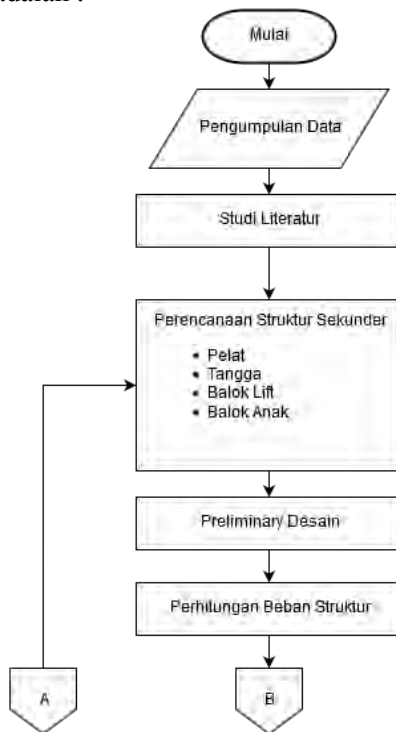 Mulai
Pengumpulan Data
Studi Literatur
Perencanaan Struktur Sekunder
• Pelat
• Tangga
• Balok Lift
• Balok Anak
Preliminary Desain
Perhitungan Beban Struktur
A
B